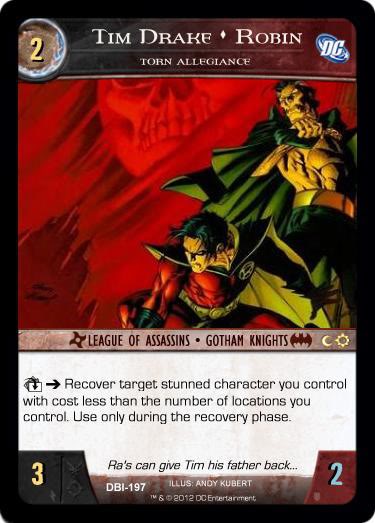 2
TIM DRAKE • ROBIN
DC
TORN ALLEGIANCE
LEAGUE OF ASSASSINS • GOTHAM KNIGHTS
➔ Recover target stunned character you control
with cost less than the number of locations you
control. Use only during the recovery phase.
Ra's can give Tim his father back...
3
DBI-197
ILLUS: ANDY KUBERT
2
™ & © 2012 DC Entertainment